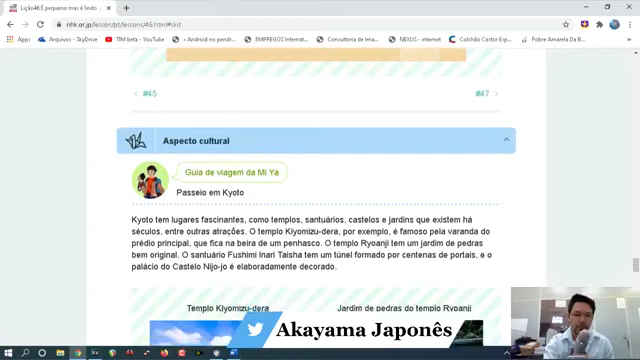 Lição46 É pequeno mas é lindo
nhk.or.jp/lesson/pt/lessons/46.html#skit
Apps
Arquivos - SkyDrive
TIM beta - YouTube
+ Android no pendr...
EMPREGOS Internet
Consultoria de Ima...
NEXUS - internet
Colchão Castor Esp...
Pobre Amarela Da B...
#45
#47
Aspecto cultural
Guia de viagem da Mi Ya
Passeio em Kyoto
Kyoto tem lugares fascinantes, como templos, santuários, castelos e jardins que existem há
séculos, entre outras atrações. O templo Kiyomizu-dera, por exemplo, é famoso pela varanda do
prédio principal, que fica na beira de um penhasco. O templo Ryoanji tem um jardim de pedras
bem original. O santuário Fushimi Inari Taisha tem um túnel formado por centenas de portais, e o
palácio do Castelo Nijo-jo é elaboradamente decorado.
Templo Kiyomizu-dera
Jardim de pedras do templo Ryoanji
Akayama Japonês